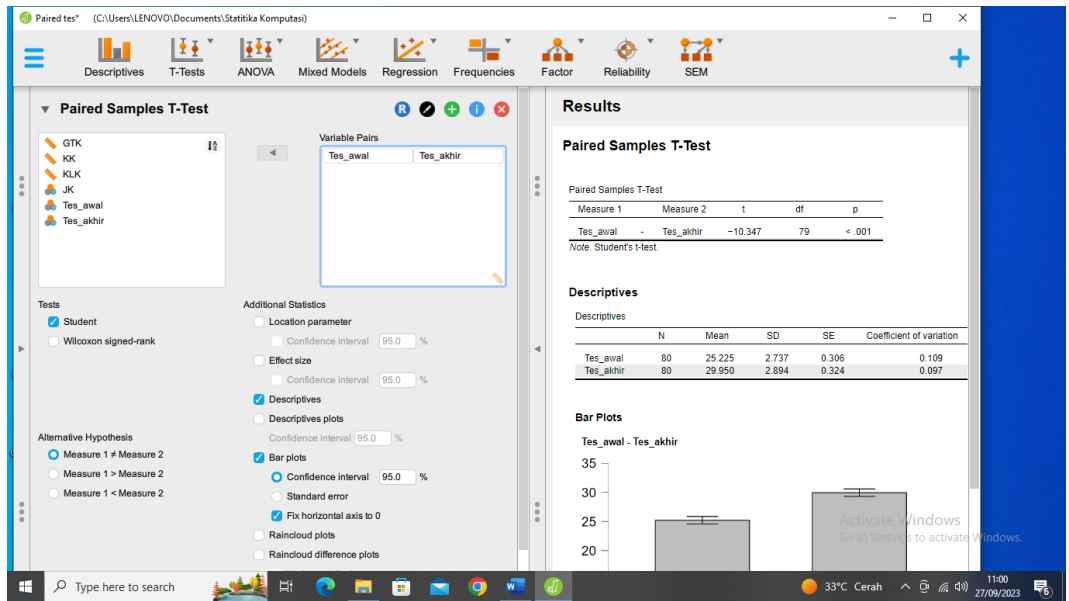 Paired tes* (C:\Users\LENOVO\Documents\Statitika Komputasi)
Descriptives T-Tests ANOVA Mixed Models Regression Frequencies Factor Reliability SEM
Paired Samples T-Test
R
GTK
KK
KLK
JK
Tes_awal
Tes_akhir
Variable Pairs
Tes_awal Tes_akhir
Tests
Student
Wilcoxon signed-rank
Alternative Hypothesis
Measure 1 ≠ Measure 2
Measure 1 > Measure 2
Measure 1 < Measure 2
Additional Statistics
Location parameter
Confidence interval 95.0 %
Effect size
Confidence interval 95.0 %
Descriptives
Descriptives plots
Confidence interval 95.0 %
Bar plots
Confidence interval 95.0 %
Standard error
Fix horizontal axis to 0
Raincloud plots
Raincloud difference plots
Results
Paired Samples T-Test
Paired Samples T-Test
Measure 1 Measure 2 t df p
Tes_awal - Tes_akhir −10.347 79 < .001
Note. Student's t-test.
Descriptives
Descriptives
N Mean SD SE Coefficient of variation
Tes_awal 80 25.225 2.737 0.306 0.109
Tes_akhir 80 29.950 2.894 0.324 0.097
Bar Plots
Tes_awal - Tes_akhir
35
30
25
20
Activate Windows
Go to Settings to activate Windows.
Type here to search
33°C Cerah
11:00
27/09/2023
6